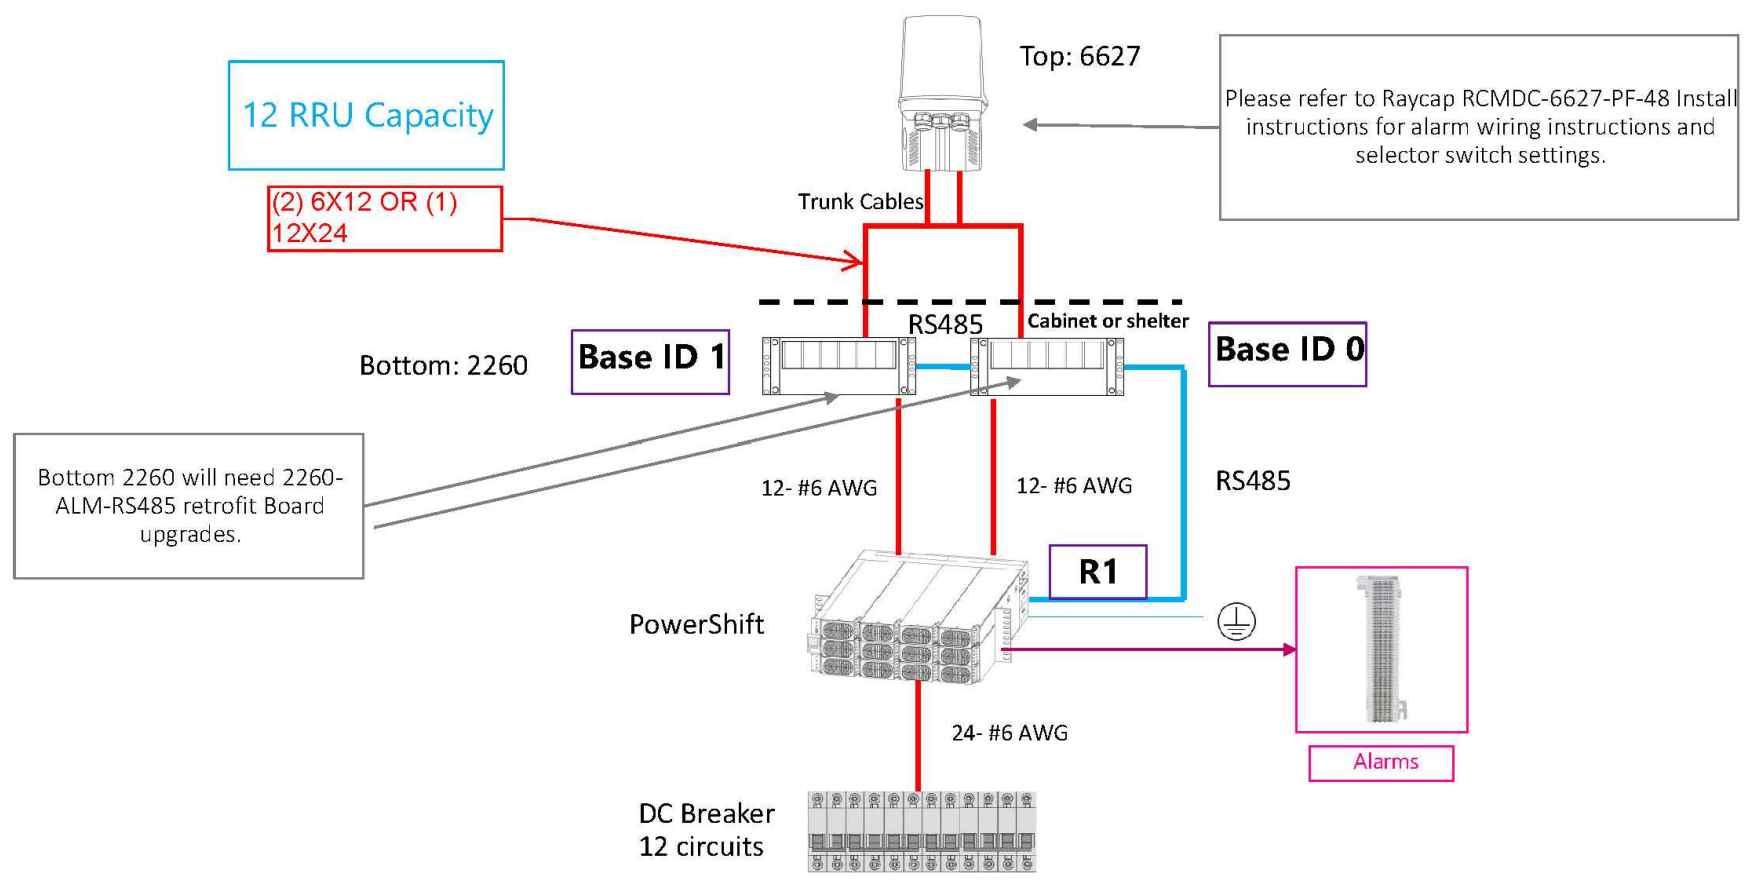 Top: 6627
12 RRU Capacity
Please refer to Raycap RCMDC-6627-PF-48 Install
instructions for alarm wiring instructions and
selector switch settings.
(2) 6X12 OR (1)
12X24
Trunk Cables
RS485
Cabinet or shelter
Bottom: 2260
Base ID 1
Base ID 0
Bottom 2260 will need 2260-
ALM-RS485 retrofit Board
upgrades.
12- #6 AWG
12- #6 AWG
RS485
R1
PowerShift
24- #6 AWG
Alarms
DC Breaker
12 circuits